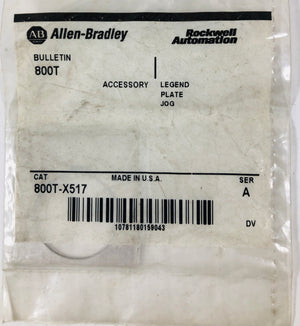 AB Allen-Bradley Rockwell Automation
BULLETIN
800T
ACCESSORY LEGEND
PLATE
JOG
CAT MADE IN U.S.A. SER
800T-X517 A
10781180159043
DV